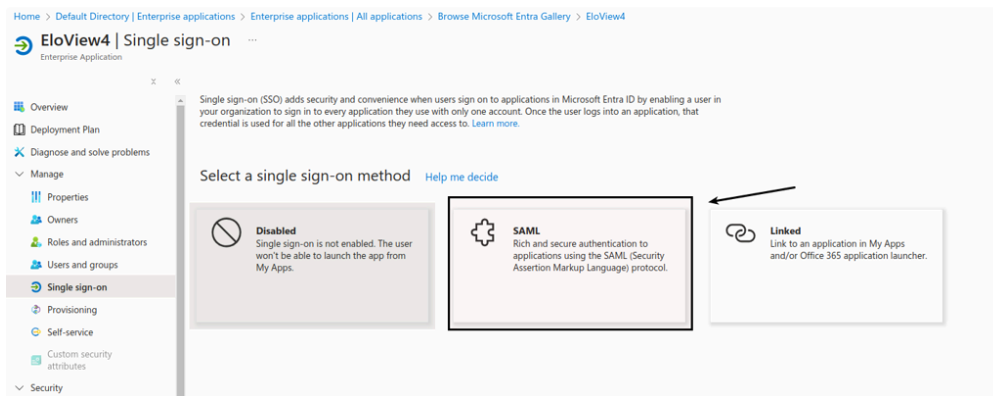 Home > Default Directory | Enterprise applications > Enterprise applications | All applications > Browse Microsoft Entra Gallery > EloView4
EloView4 | Single sign-on ...
Enterprise Application
Overview
Deployment Plan
Diagnose and solve problems
Manage
Properties
Owners
Roles and administrators
Users and groups
Single sign-on
Provisioning
Self-service
Custom security
attributes
Security
Single sign-on (SSO) adds security and convenience when users sign on to applications in Microsoft Entra ID by enabling a user in
your organization to sign in to every application they use with only one account. Once the user logs into an application, that
credential is used for all the other applications they need access to. Learn more.
Select a single sign-on method Help me decide
Disabled
Single sign-on is not enabled. The user
won't be able to launch the app from
My Apps.
SAML
Rich and secure authentication to
applications using the SAML (Security
Assertion Markup Language) protocol.
Linked
Link to an application in My Apps
and/or Office 365 application launcher.